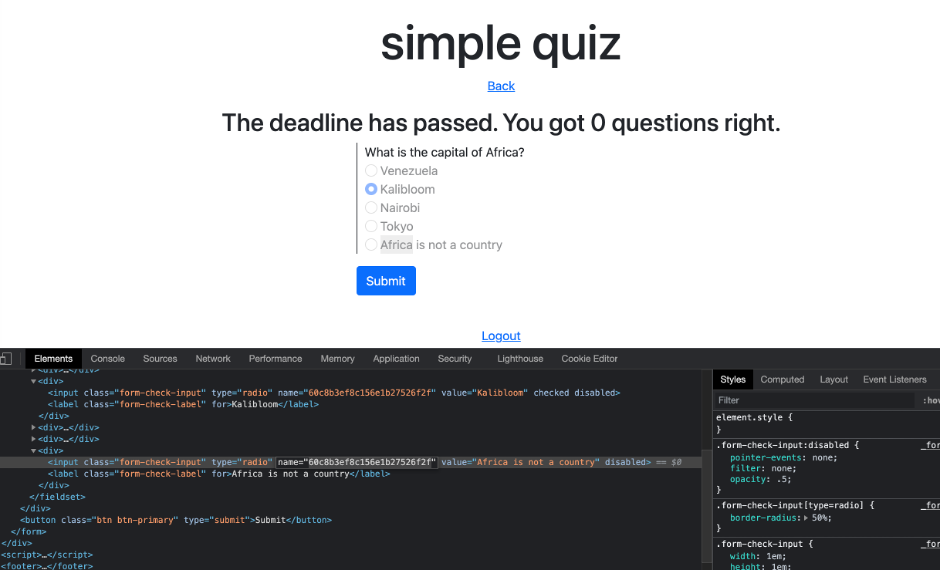 simple quiz
Back
The deadline has passed. You got 0 questions right.
What is the capital of Africa?
Venezuela
Kalibloom
Nairobi
Tokyo
Africa is not a country
Submit
Logout
Elements Console Sources Network Performance Memory Application Security Lighthouse Cookie Editor
<div>…</div>
<div>
<input class="form-check-input" type="radio" name="60c8b3ef8c156e1b27526f2f" value="Kalibloom" checked disabled>
<label class="form-check-label" for>Kalibloom</label>
</div>
<div>…</div>
<div>…</div>
<div>
<input class="form-check-input" type="radio" name="60c8b3ef8c156e1b27526f2f" value="Africa is not a country" disabled> == $0
<label class="form-check-label" for>Africa is not a country</label>
</div>
</fieldset>
</div>
<button class="btn btn-primary" type="submit">Submit</button>
</form>
</div>
<script>…</script>
<footer>…</footer>
Styles Computed Layout Event Listeners
Filter :hov
element.style {
}
.form-check-input:disabled { _for
pointer-events: none;
filter: none;
opacity: .5;
}
.form-check-input[type=radio] { _for
border-radius: 50%;
}
.form-check-input { _for
width: 1em;
height: 1em;